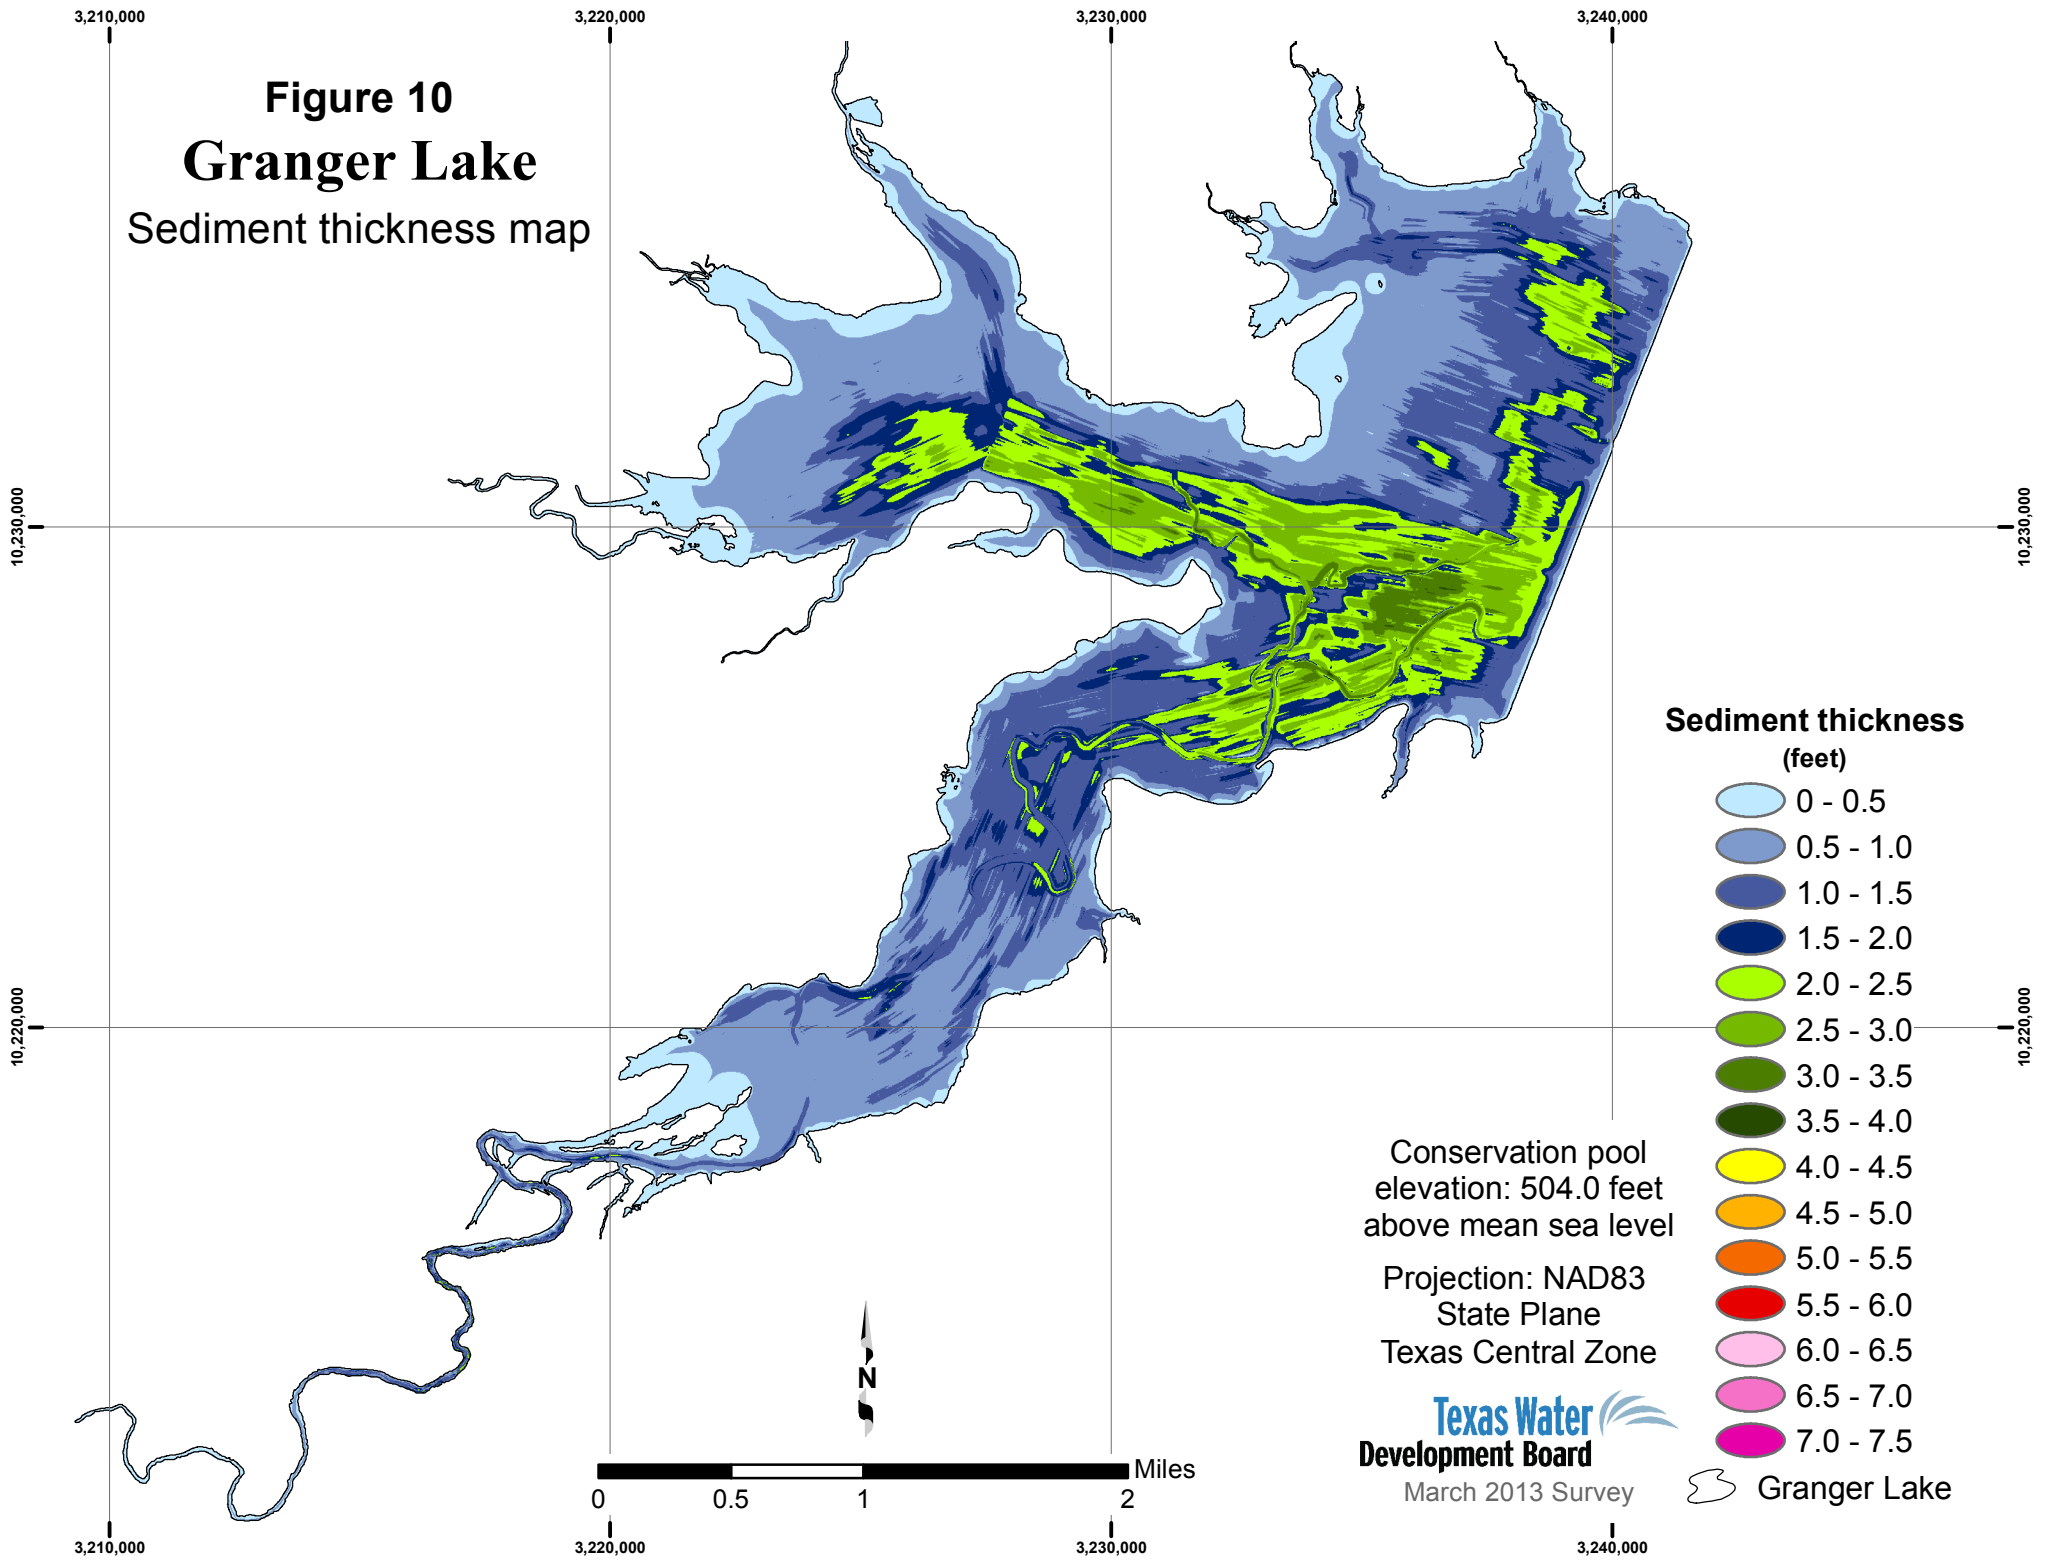 3,210,000
3,220,000
3,230,000
3,240,000
Figure 10
Granger Lake
Sediment thickness map
10,230,000
10,230,000
10,220,000
10,220,000
Sediment thickness
(feet)
0 - 0.5
0.5 - 1.0
1.0 - 1.5
1.5 - 2.0
2.0 - 2.5
2.5 - 3.0
3.0 - 3.5
3.5 - 4.0
4.0 - 4.5
4.5 - 5.0
5.0 - 5.5
5.5 - 6.0
6.0 - 6.5
6.5 - 7.0
7.0 - 7.5
Granger Lake
Conservation pool
elevation: 504.0 feet
above mean sea level
Projection: NAD83
State Plane
Texas Central Zone
Texas Water
Development Board
March 2013 Survey
N
Miles
0
0.5
1
2
3,210,000
3,220,000
3,230,000
3,240,000